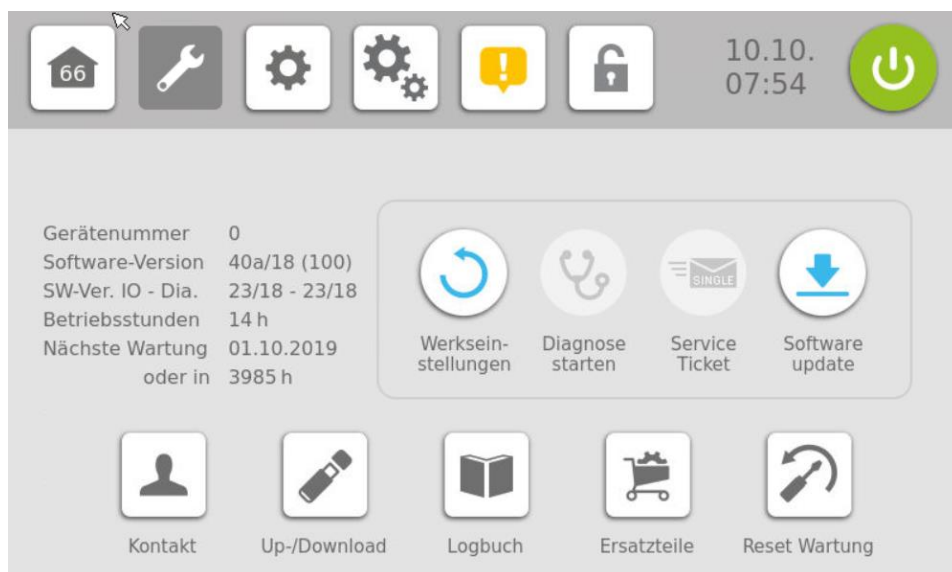 66
10.10.
07:54
!
Gerätenummer 0
Software-Version 40a/18 (100)
SW-Ver. IO - Dia. 23/18 - 23/18
Betriebsstunden 14 h
Nächste Wartung 01.10.2019
oder in 3985 h
SINGLE
Werksein-
stellungen
Diagnose
starten
Service
Ticket
Software
update
Kontakt
Up-/Download
Logbuch
Ersatzteile
Reset Wartung